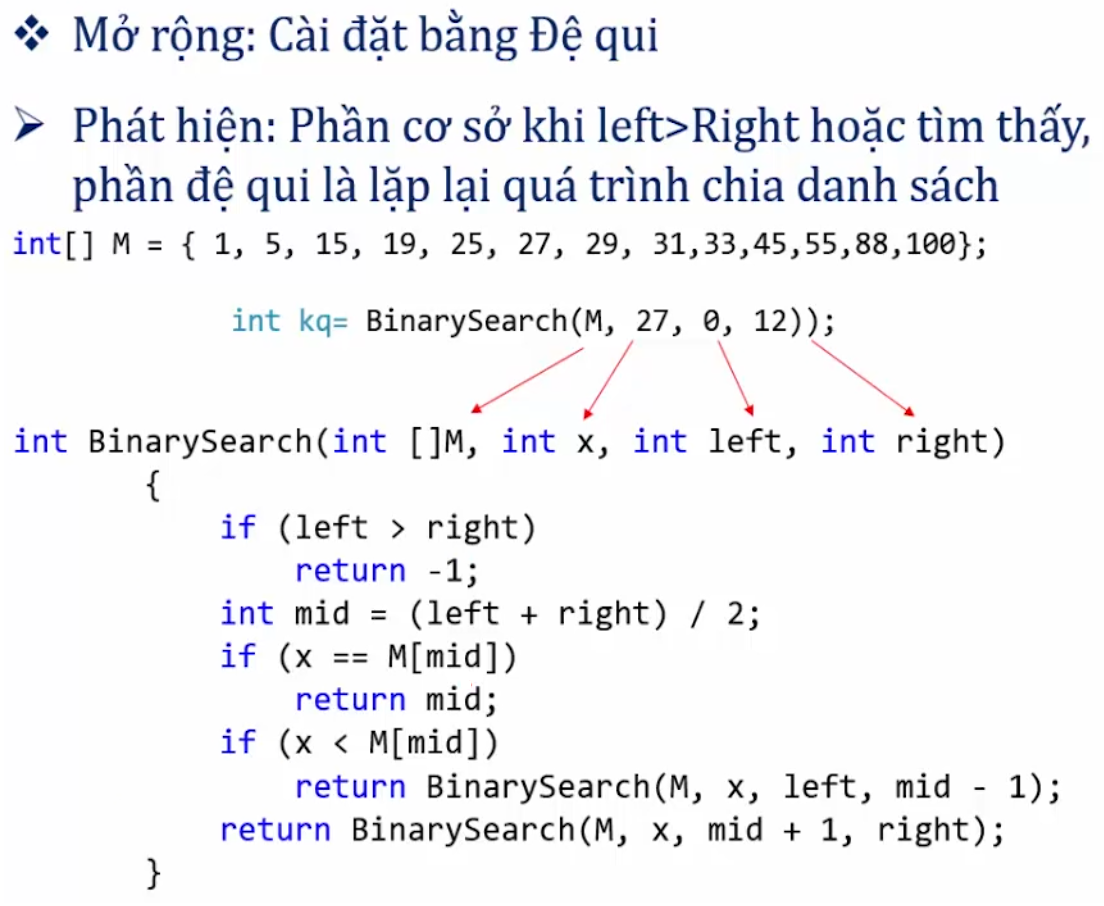 ❖ Mở rộng: Cài đặt bằng Đệ qui
➢ Phát hiện: Phần cơ sở khi left>Right hoặc tìm thấy,
phần đệ qui là lặp lại quá trình chia danh sách
int[] M = { 1, 5, 15, 19, 25, 27, 29, 31,33,45,55,88,100};
int kq= BinarySearch(M, 27, 0, 12));
int BinarySearch(int []M, int x, int left, int right)
{
if (left > right)
return -1;
int mid = (left + right) / 2;
if (x == M[mid])
return mid;
if (x < M[mid])
return BinarySearch(M, x, left, mid - 1);
return BinarySearch(M, x, mid + 1, right);
}